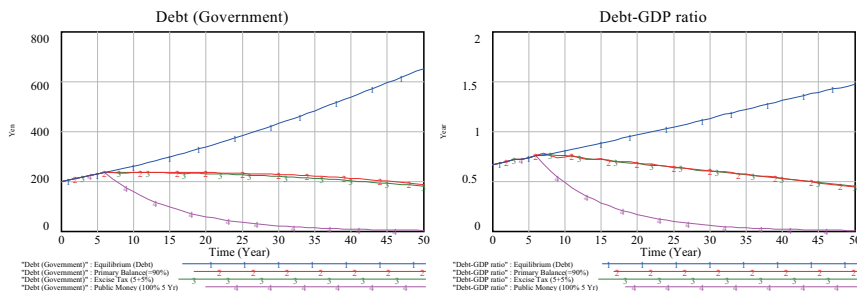 Debt (Government)
800
600
400
200
0
Yen
0 5 10 15 20 25 30 35 40 45 50
Time (Year)
"Debt (Government)" : Equilibrium (Debt)
"Debt (Government)" : Primary Balance(=90%)
"Debt (Government)" : Excise Tax (5+5%)
"Debt (Government)" : Public Money (100% 5 Yr)
Debt-GDP ratio
2
1.5
1
0.5
0
Year
0 5 10 15 20 25 30 35 40 45 50
Time (Year)
"Debt-GDP ratio" : Equilibrium (Debt)
"Debt-GDP ratio" : Primary Balance(=90%)
"Debt-GDP ratio" : Excise Tax (5+5%)
"Debt-GDP ratio" : Public Money (100% 5 Yr)